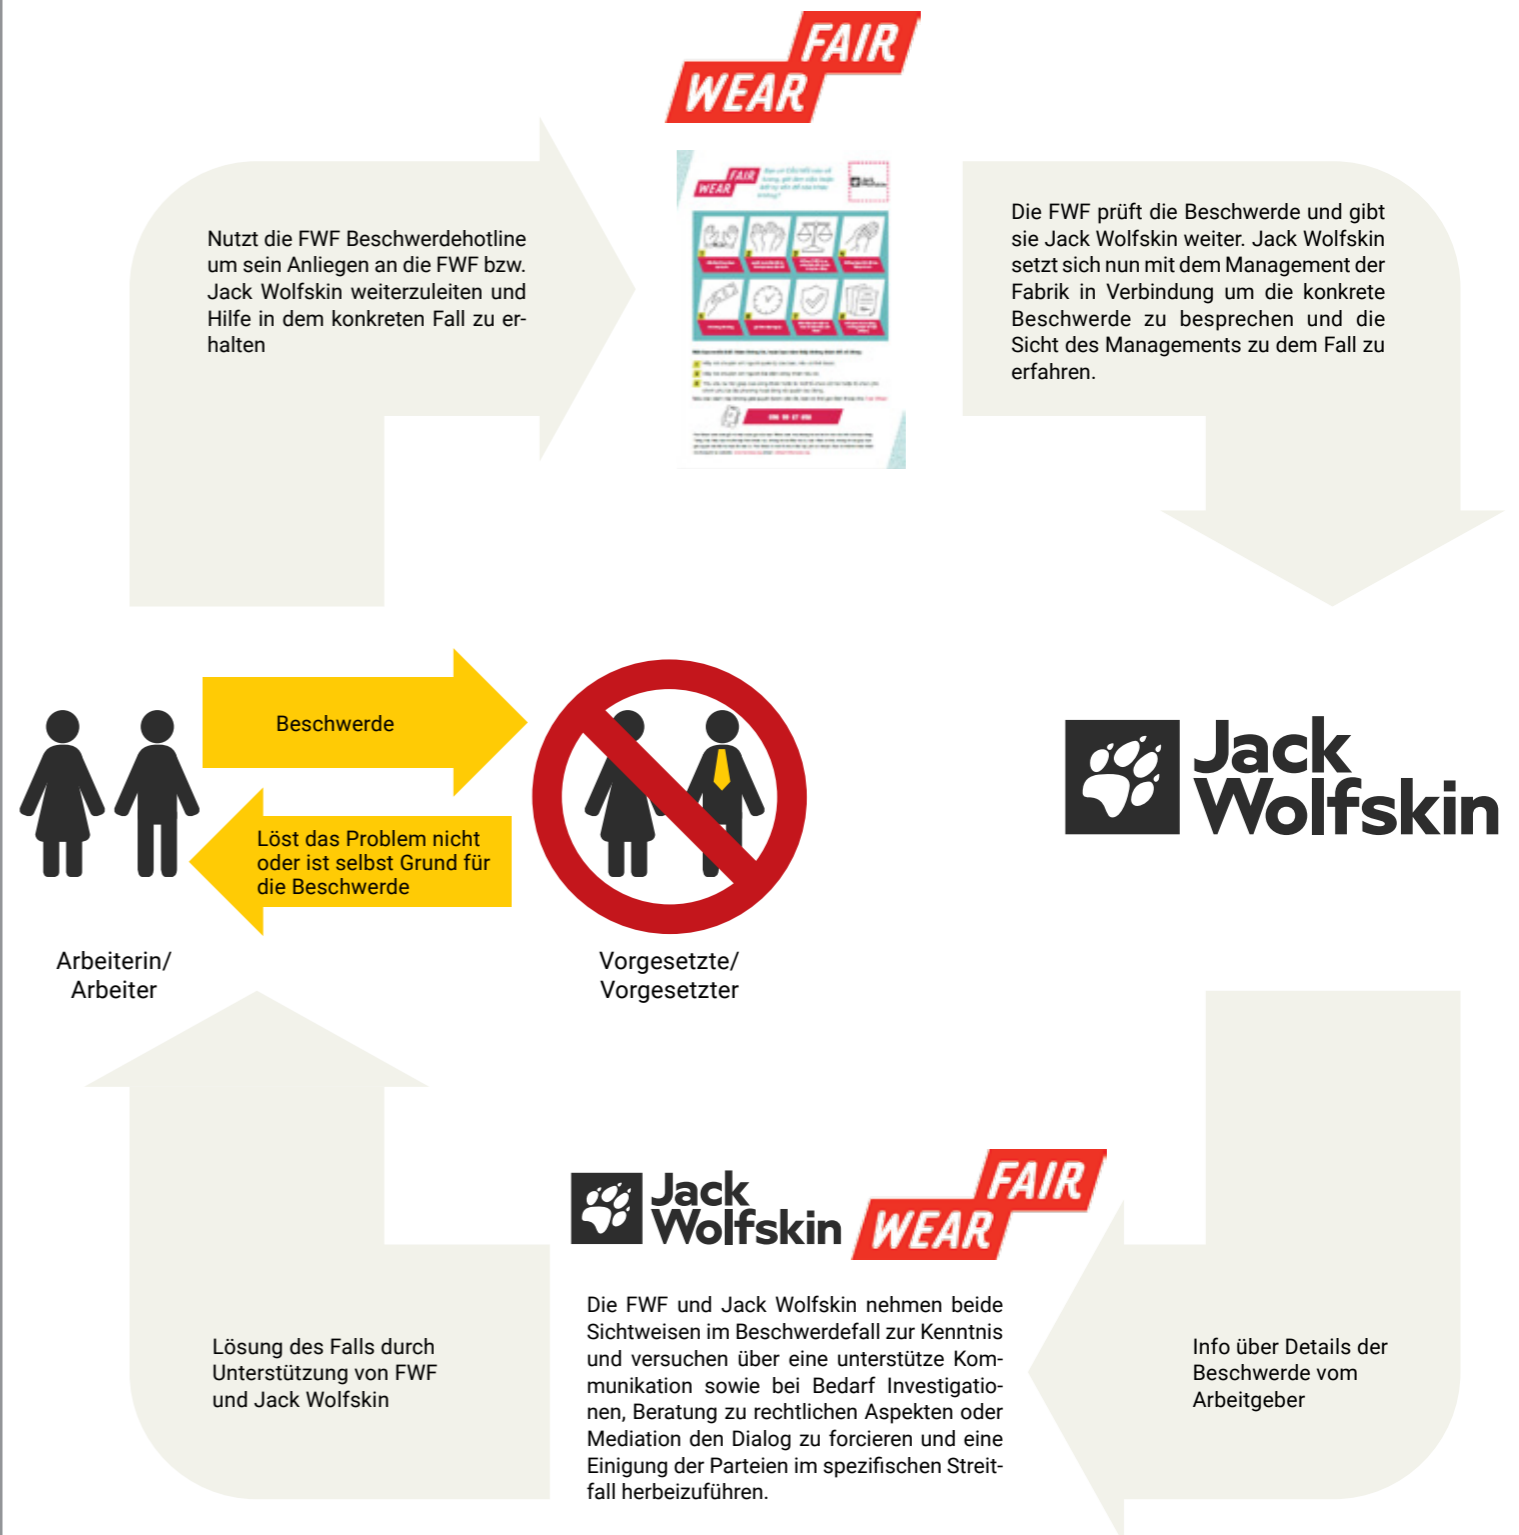 FAIR
WEAR
FAIR
WEAR
Nutzt die FWF Beschwerdehotline
um sein Anliegen an die FWF bzw.
Jack Wolfskin weiterzuleiten und
Hilfe in dem konkreten Fall zu er-
halten
Die FWF prüft die Beschwerde und gibt
sie Jack Wolfskin weiter. Jack Wolfskin
setzt sich nun mit dem Management der
Fabrik in Verbindung um die konkrete
Beschwerde zu besprechen und die
Sicht des Managements zu dem Fall zu
erfahren.
Beschwerde
Löst das Problem nicht
oder ist selbst Grund für
die Beschwerde
Arbeiterin/
Arbeiter
Vorgesetzte/
Vorgesetzter
Jack
Wolfskin
Jack
Wolfskin
FAIR
WEAR
Die FWF und Jack Wolfskin nehmen beide
Sichtweisen im Beschwerdefall zur Kenntnis
und versuchen über eine unterstütze Kom-
munikation sowie bei Bedarf Investigatio-
nen, Beratung zu rechtlichen Aspekten oder
Mediation den Dialog zu forcieren und eine
Einigung der Parteien im spezifischen Streit-
fall herbeizuführen.
Info über Details der
Beschwerde vom
Arbeitgeber
Lösung des Falls durch
Unterstützung von FWF
und Jack Wolfskin